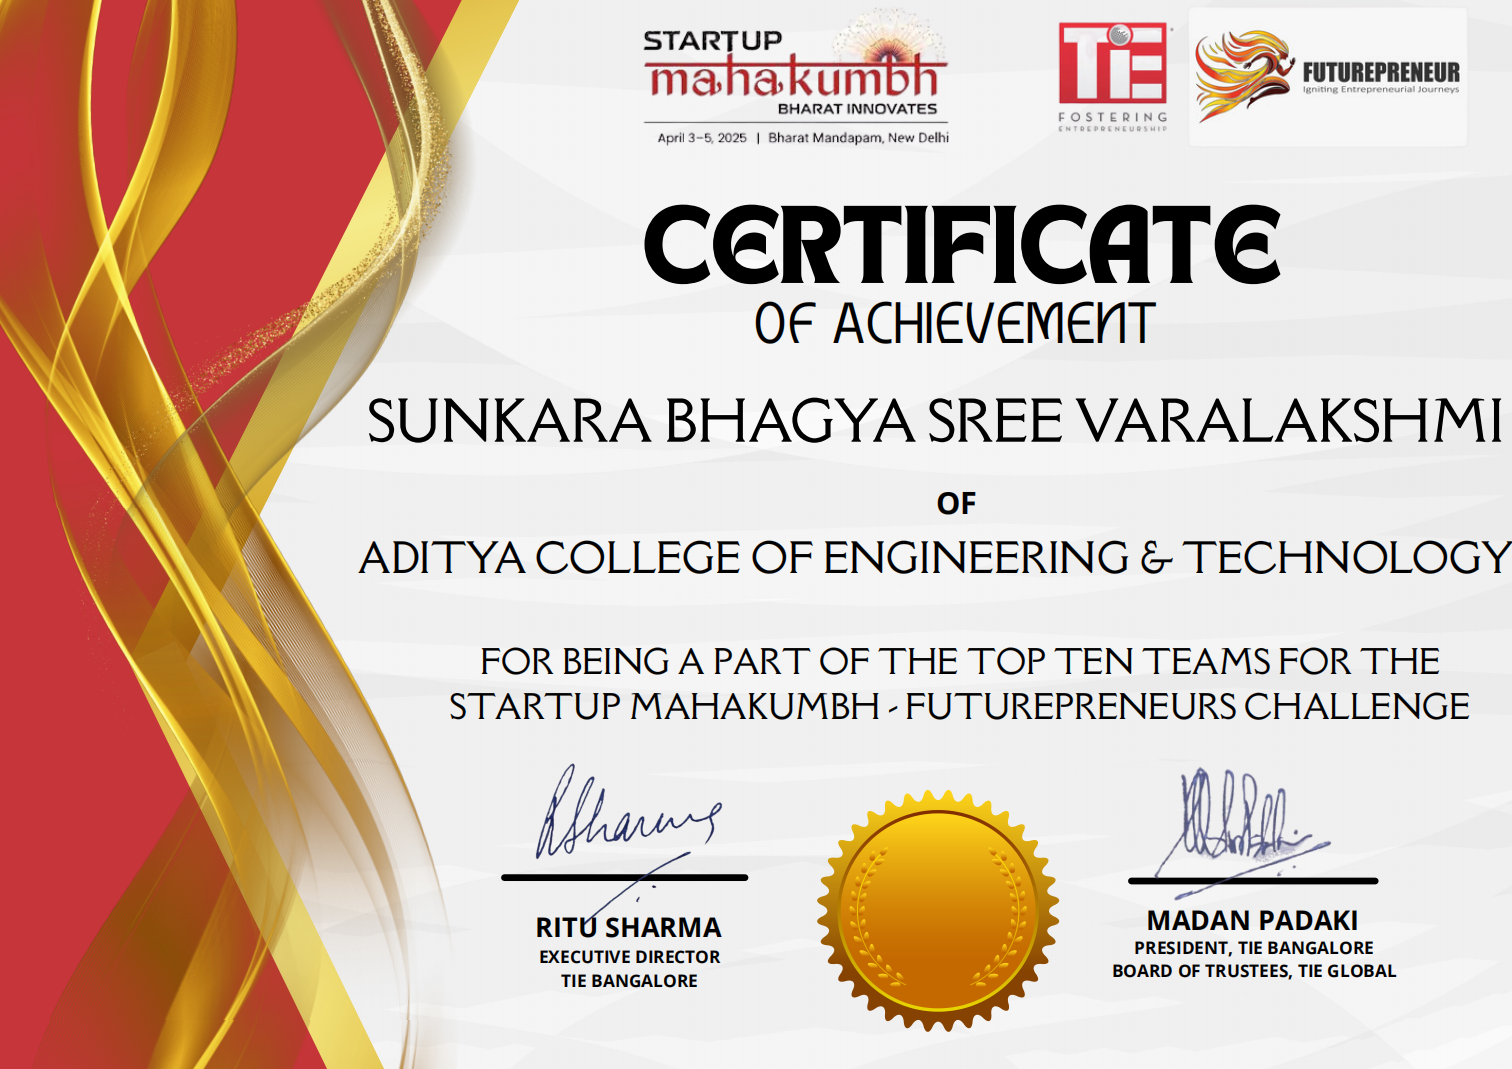 STARTUP
mahakumbh
BHARAT INNOVATES
April 3-5, 2025 | Bharat Mandapam, New Delhi
TiE
FOSTERING
ENTREPRENEURSHIP
FUTUREPRENEUR
Igniting Entrepreneurial Journeys
CERTIFICATE
OF ACHIEVEMENT
SUNKARA BHAGYA SREE VARALAKSHMI
OF
ADITYA COLLEGE OF ENGINEERING & TECHNOLOGY
FOR BEING A PART OF THE TOP TEN TEAMS FOR THE
STARTUP MAHAKUMBH - FUTUREPRENEURS CHALLENGE
RSharma
RITU SHARMA
EXECUTIVE DIRECTOR
TIE BANGALORE
MADAN PADAKI
PRESIDENT, TIE BANGALORE
BOARD OF TRUSTEES, TIE GLOBAL